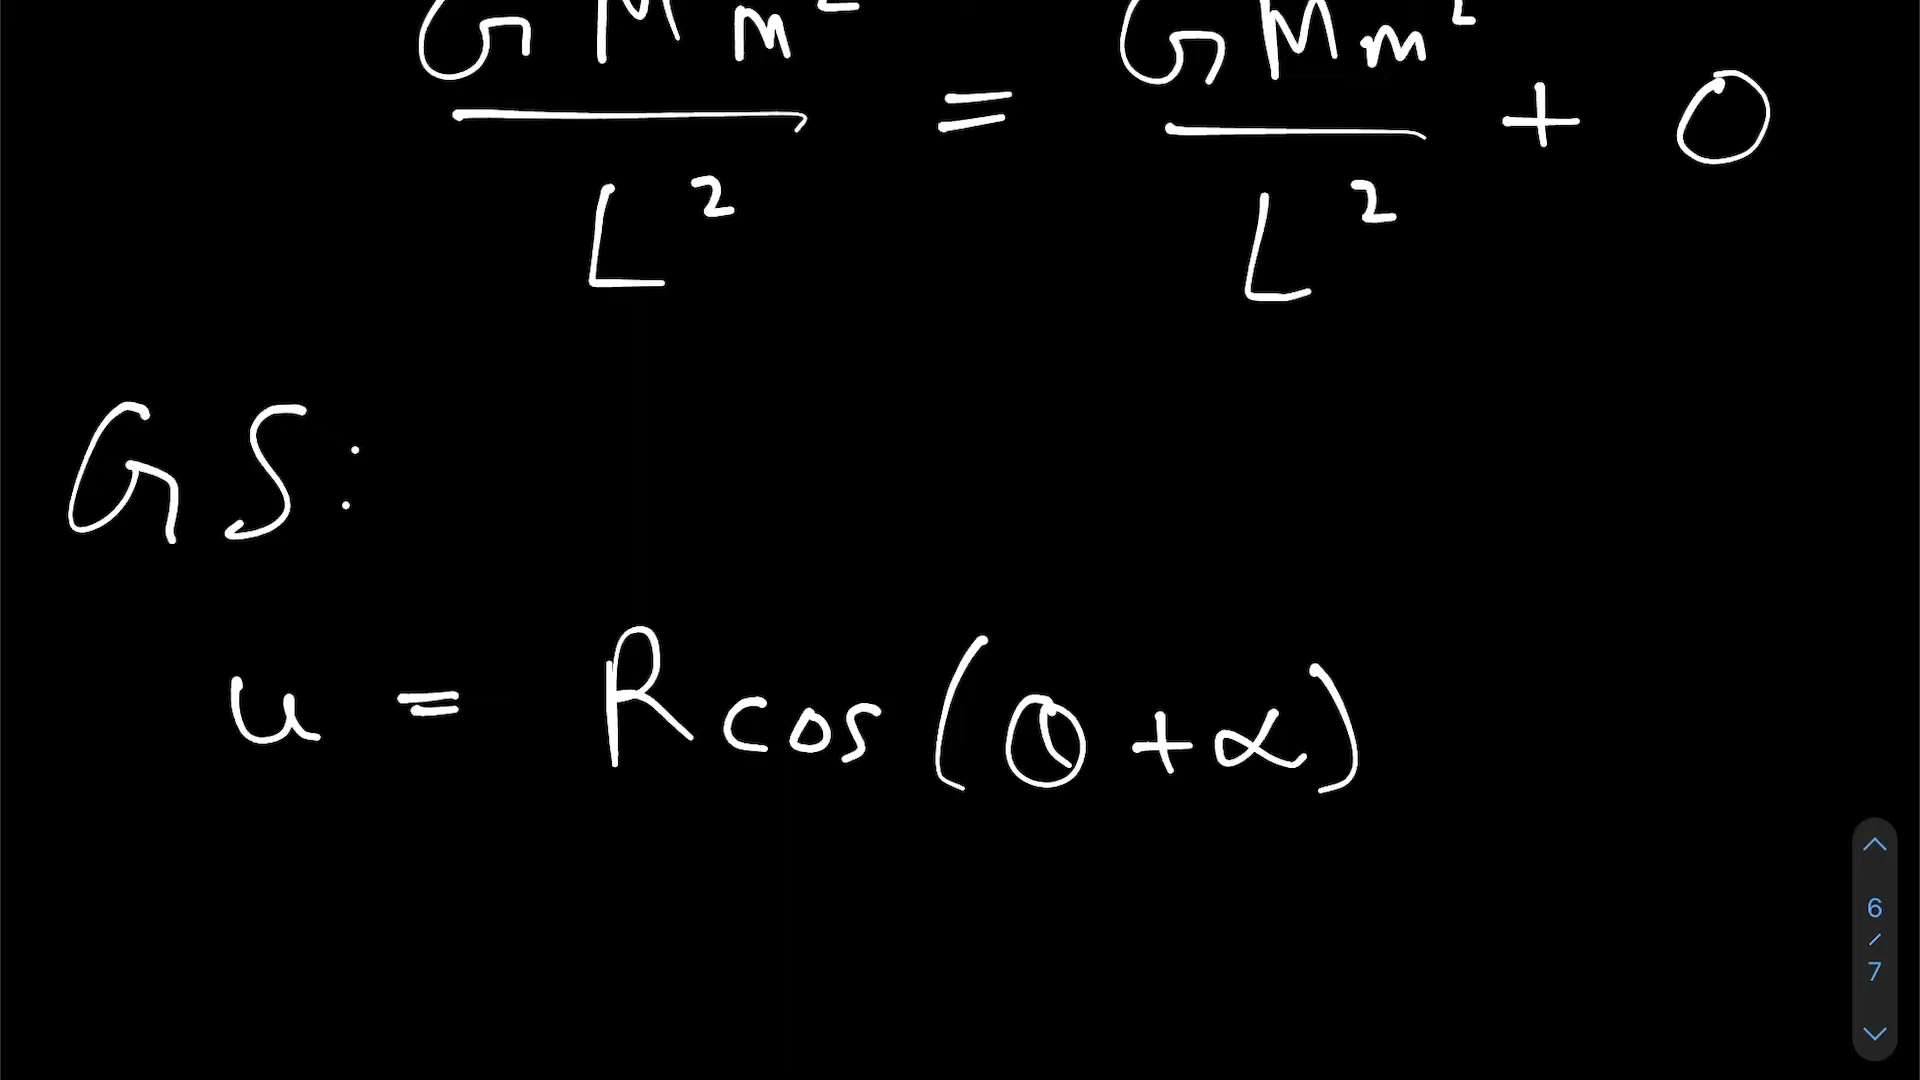 GMm² = GMm² + 0
L² L²
GS:
u = Rcos(θ+α)
6
/
7